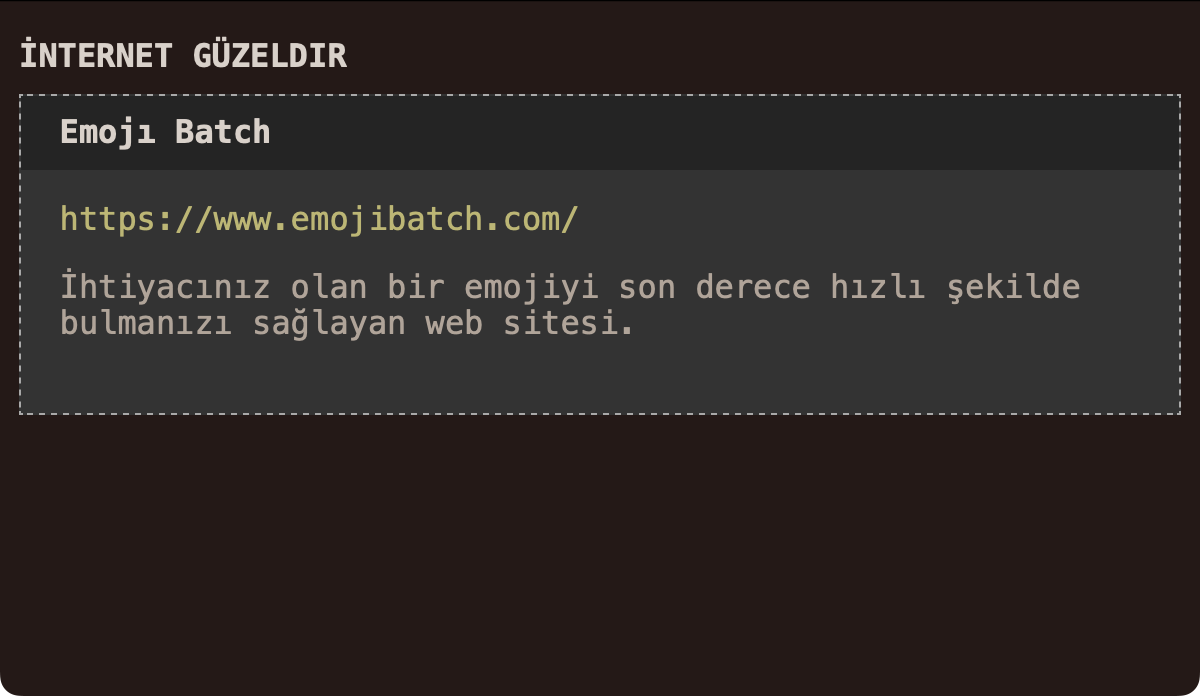 İNTERNET GÜZELDIR
Emojı Batch
https://www.emojibatch.com/
İhtiyacınız olan bir emojiyi son derece hızlı şekilde
bulmanızı sağlayan web sitesi.